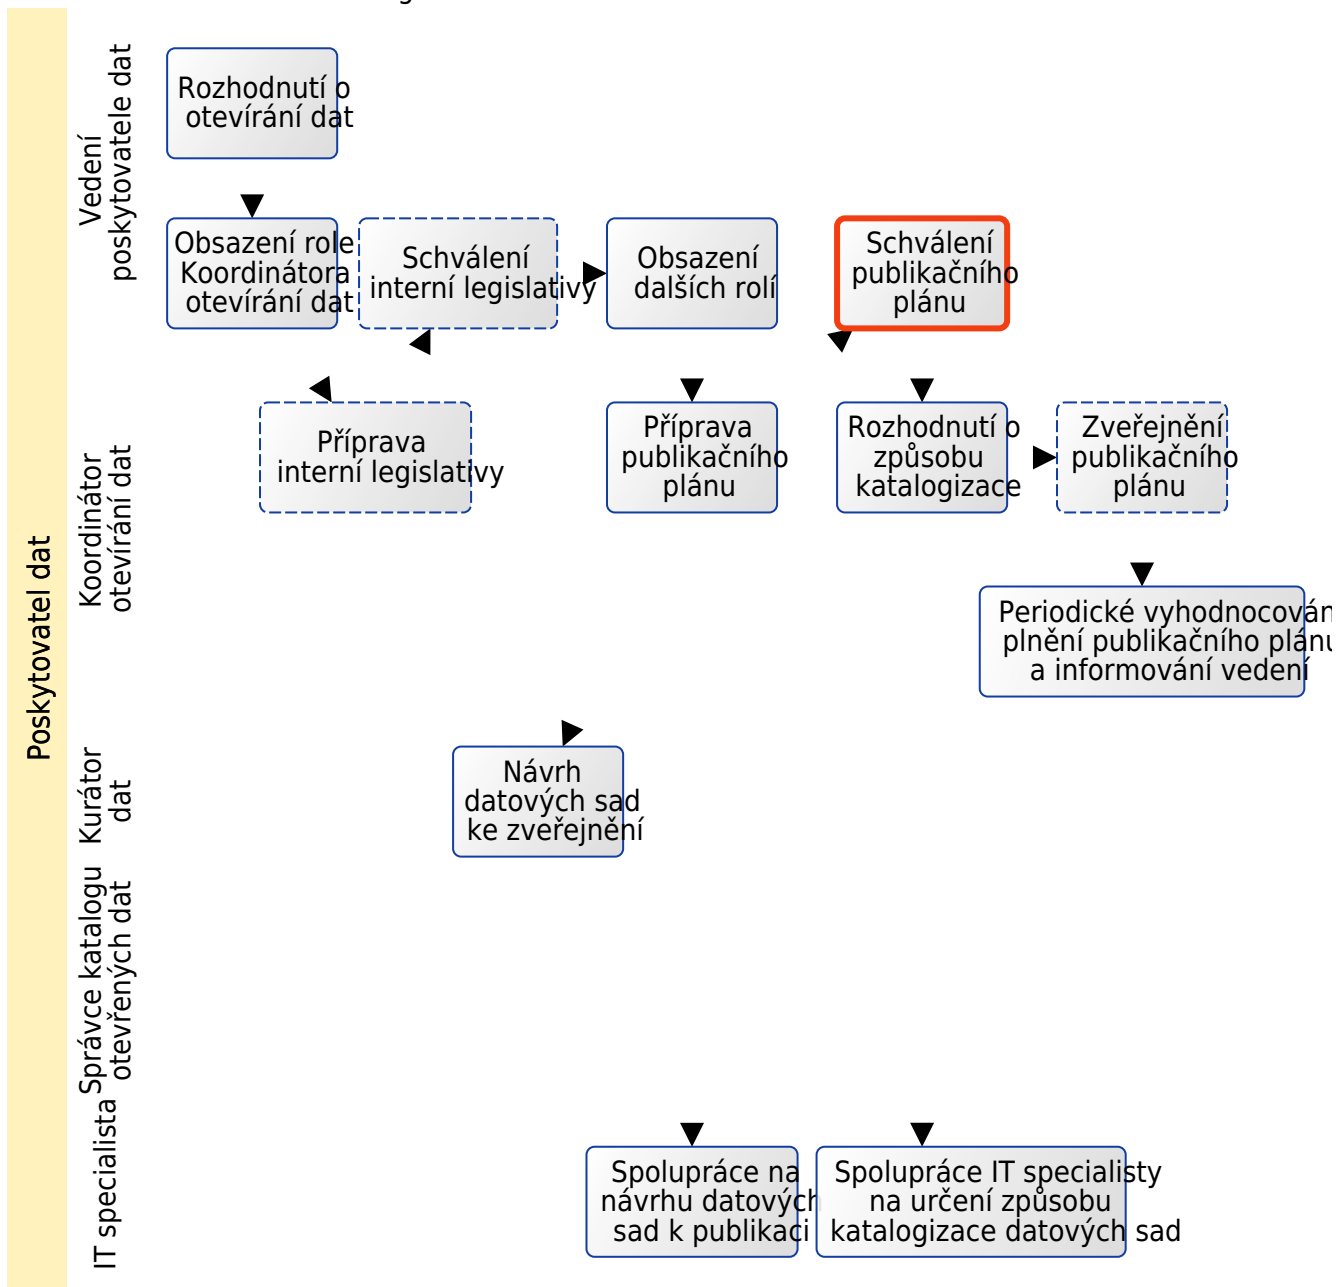 Poskytovatel dat
Vedení
poskytovatele dat
Rozhodnutí o
otevírání dat
Obsazení role
Koordinátora
otevírání dat
Schválení
interní legislativy
Obsazení
dalších rolí
Schválení
publikačního
plánu
Koordinátor
otevírání dat
Příprava
interní legislativy
Příprava
publikačního
plánu
Rozhodnutí o
způsobu
katalogizace
Zveřejnění
publikačního
plánu
Periodické vyhodnocován
plnění publikačního plánu
a informování vedení
Kurátor
dat
Návrh
datových sad
ke zveřejnění
Správce katalogu
otevřených dat
IT specialista
Spolupráce na
návrhu datových
sad k publikaci
Spolupráce IT specialisty
na určení způsobu
katalogizace datových sad